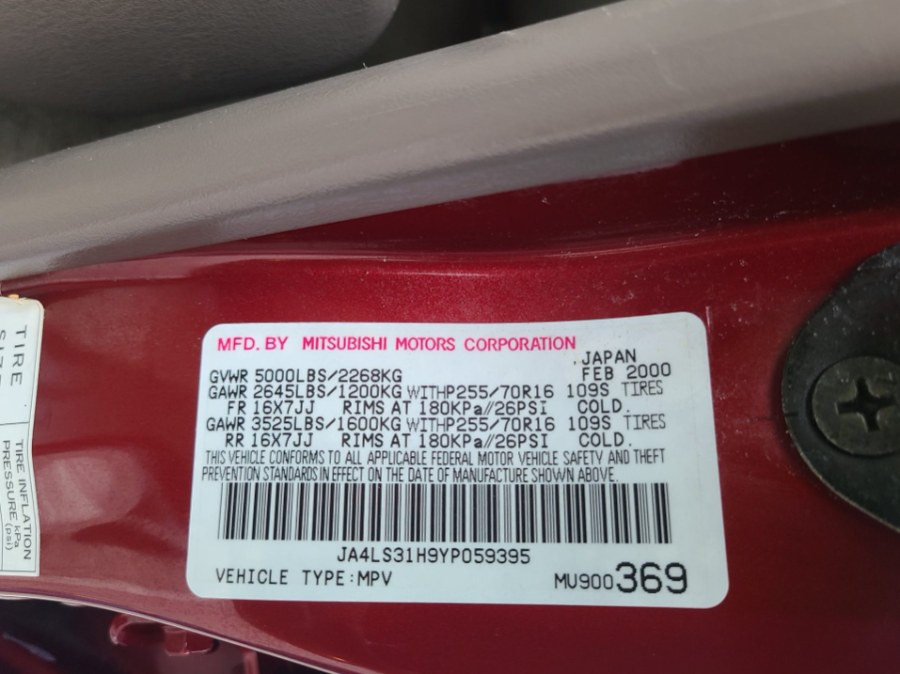 MFD. BY MITSUBISHI MOTORS CORPORATION
JAPAN
GVWR 5000LBS/2268KG FEB 2000
GAWR 2645LBS/1200KG WITHP255/70R16 109S TIRES
FR 16X7JJ RIMS AT 180KPa//26PSI COLD.
GAWR 3525LBS/1600KG WITHP255/70R16 109S TIRES
RR 16X7JJ RIMS AT 180KPa//26PSI COLD.
THIS VEHICLE CONFORMS TO ALL APPLICABLE FEDERAL MOTOR VEHICLE SAFETY AND THEFT
PREVENTION STANDARDS IN EFFECT ON THE DATE OF MANUFACTURE SHOWN ABOVE.
JA4LS31H9YP059395
VEHICLE TYPE:MPV MU900369
TIRE
TIRE INFLATION
PRESSURE kPa
(psi)